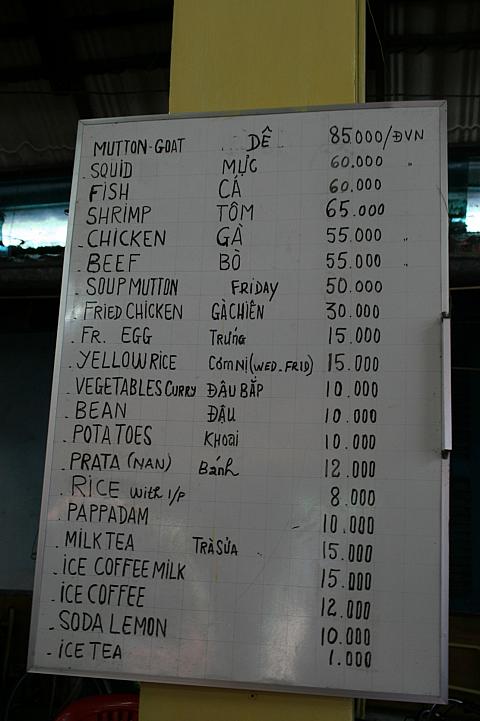 MUTTON-GOAT DÊ 85.000/ĐVN
. SQUID MỰC 60.000 "
. FISH CÁ 60.000
SHRIMP TÔM 65.000
. CHICKEN GÀ 55.000 "
. BEEF BÒ 55.000 "
. SOUP MUTTON FRIDAY 50.000
. FRIED CHICKEN GÀ CHIÊN 30.000
. FR. EGG Trứng 15.000
. YELLOW RICE CơmNị (WED-FRID) 15.000
. VEGETABLES CURRY ĐẬU BẮP 10.000
. BEAN ĐẬU 10.000
. POTATOES KHOAI 10.000
. PRATA (NAN) Bánh 12.000
. RICE with 1/P 8.000
. PAPPADAM 10.000
. MILK TEA TRÀ SỮA 15.000
. ICE COFFEE MILK 15.000
. ICE COFFEE 12.000
. SODA LEMON 10.000
- ICE TEA 1.000